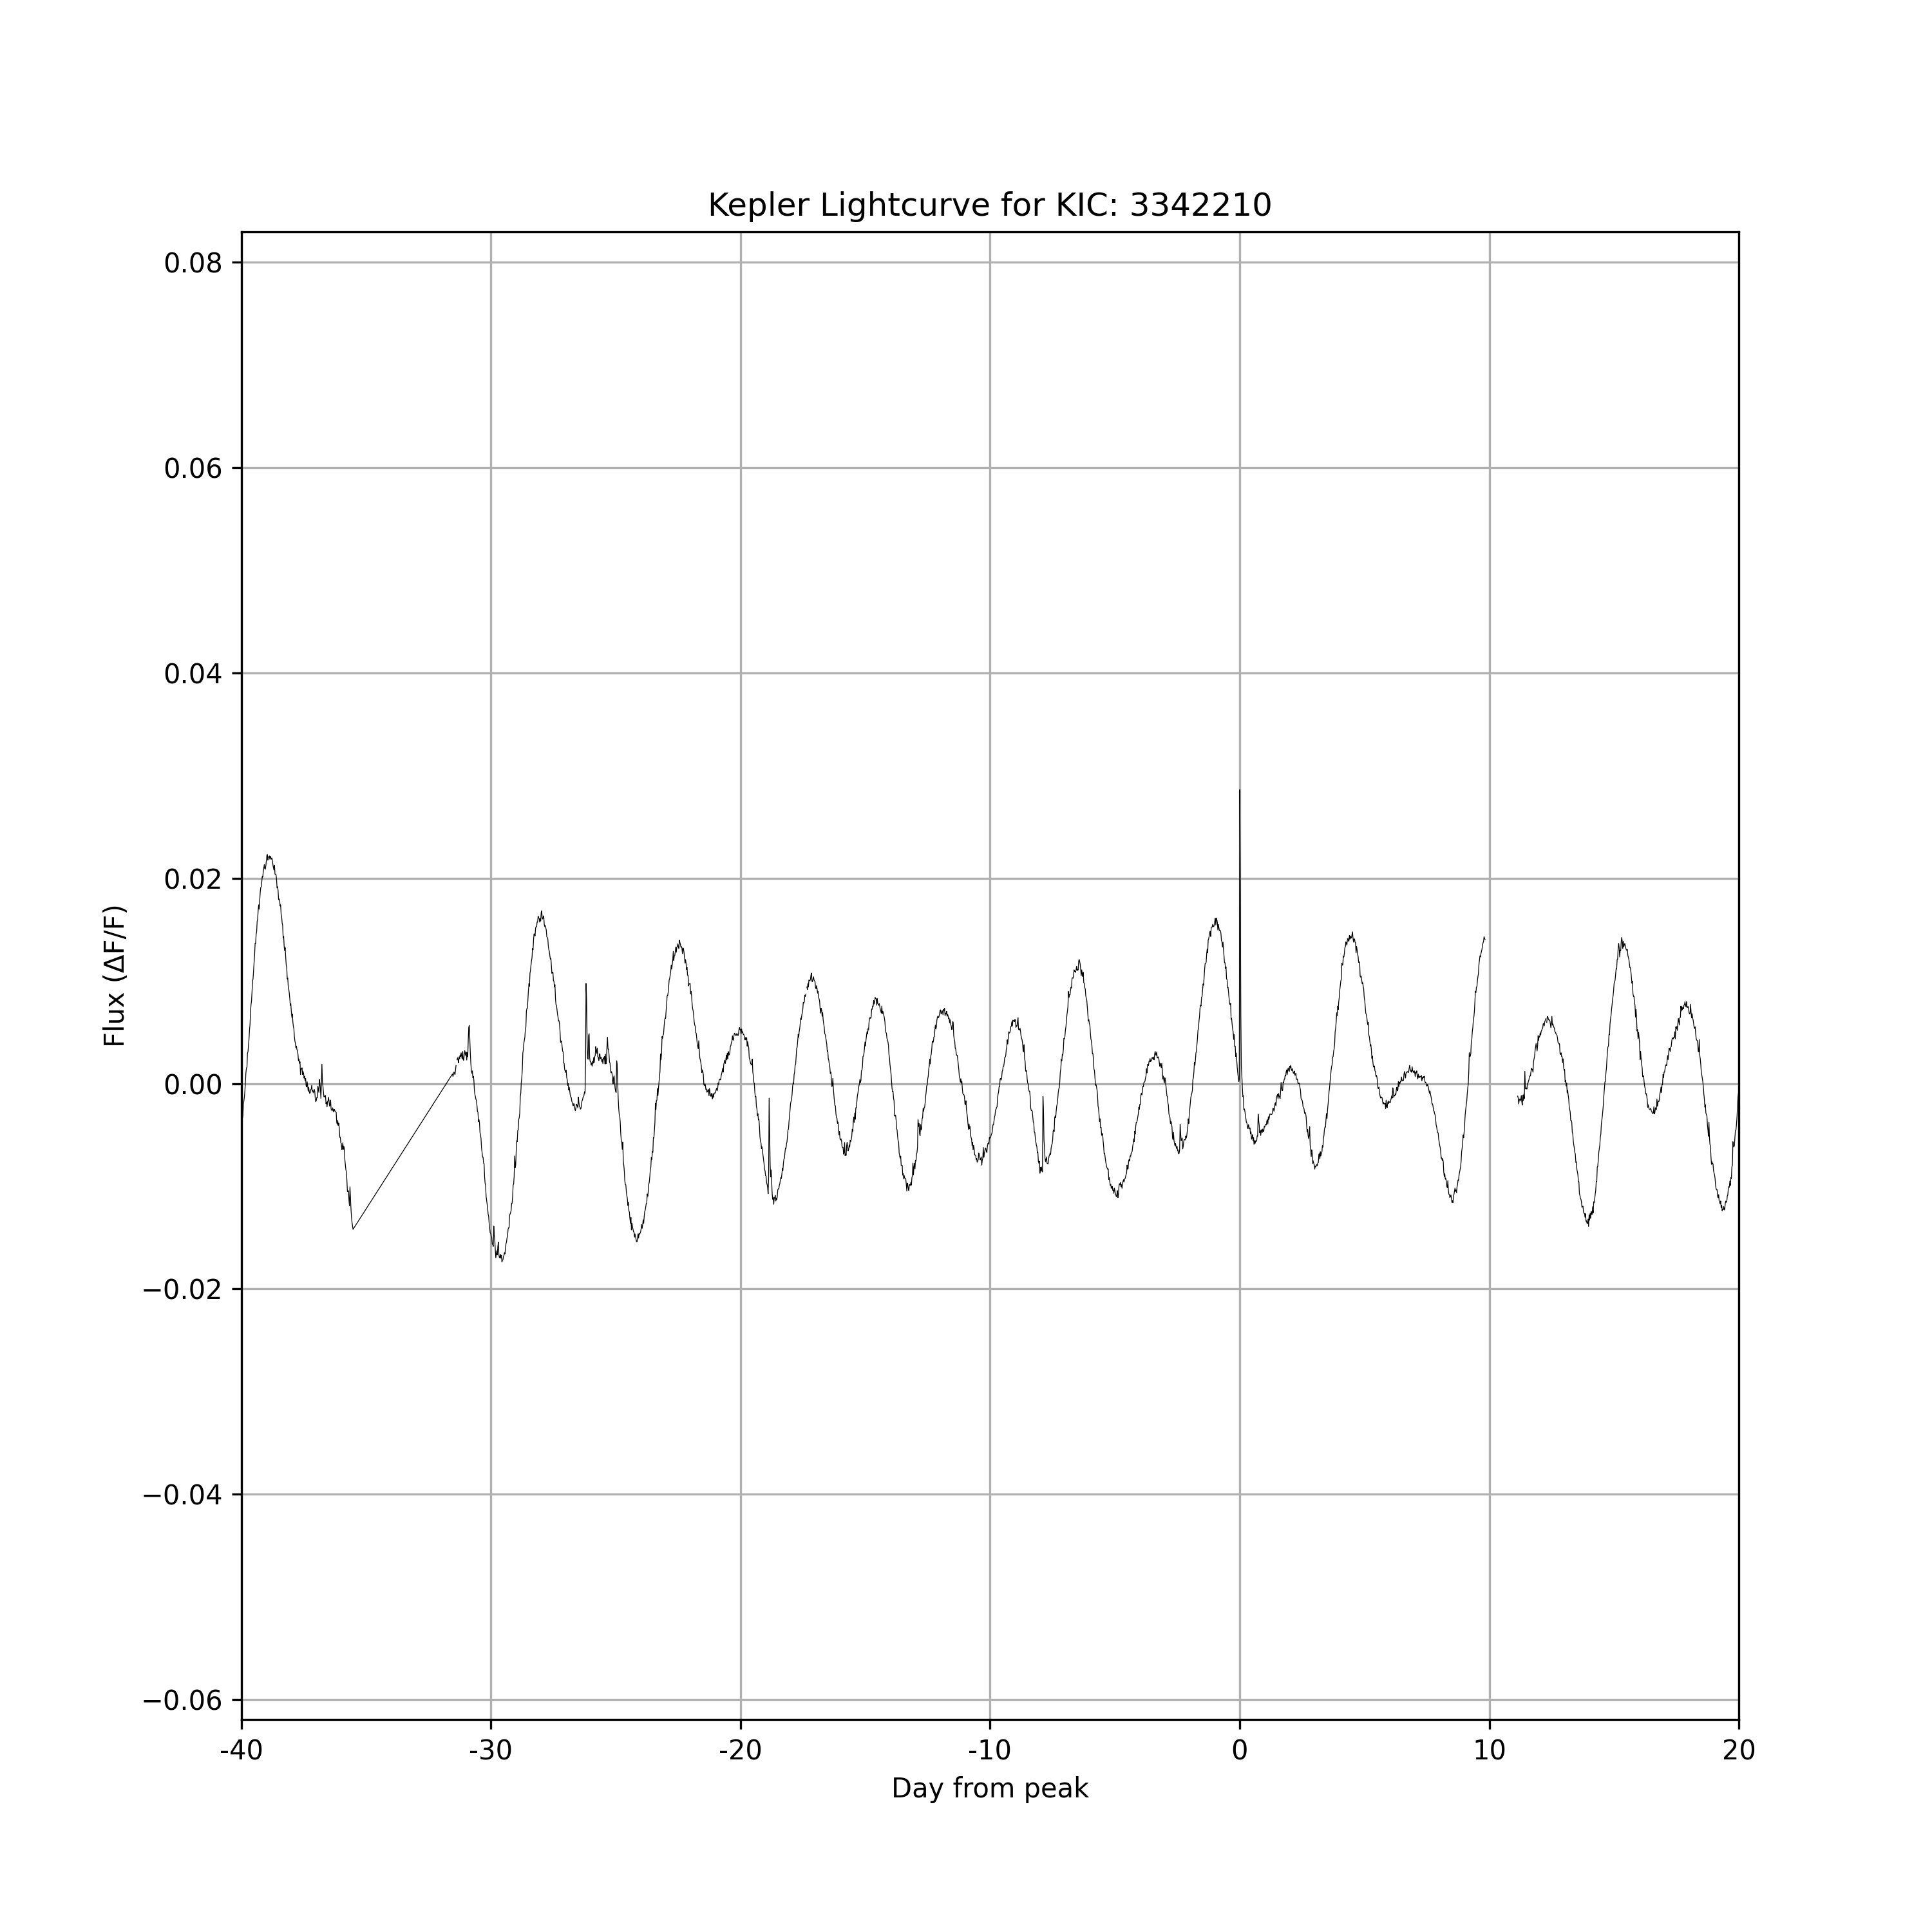 Kepler Lightcurve for KIC: 3342210
0.08
0.06
0.04
0.02
0.00
−0.02
−0.04
−0.06
Flux (ΔF/F)
-40 -30 -20 -10 0 10 20
Day from peak